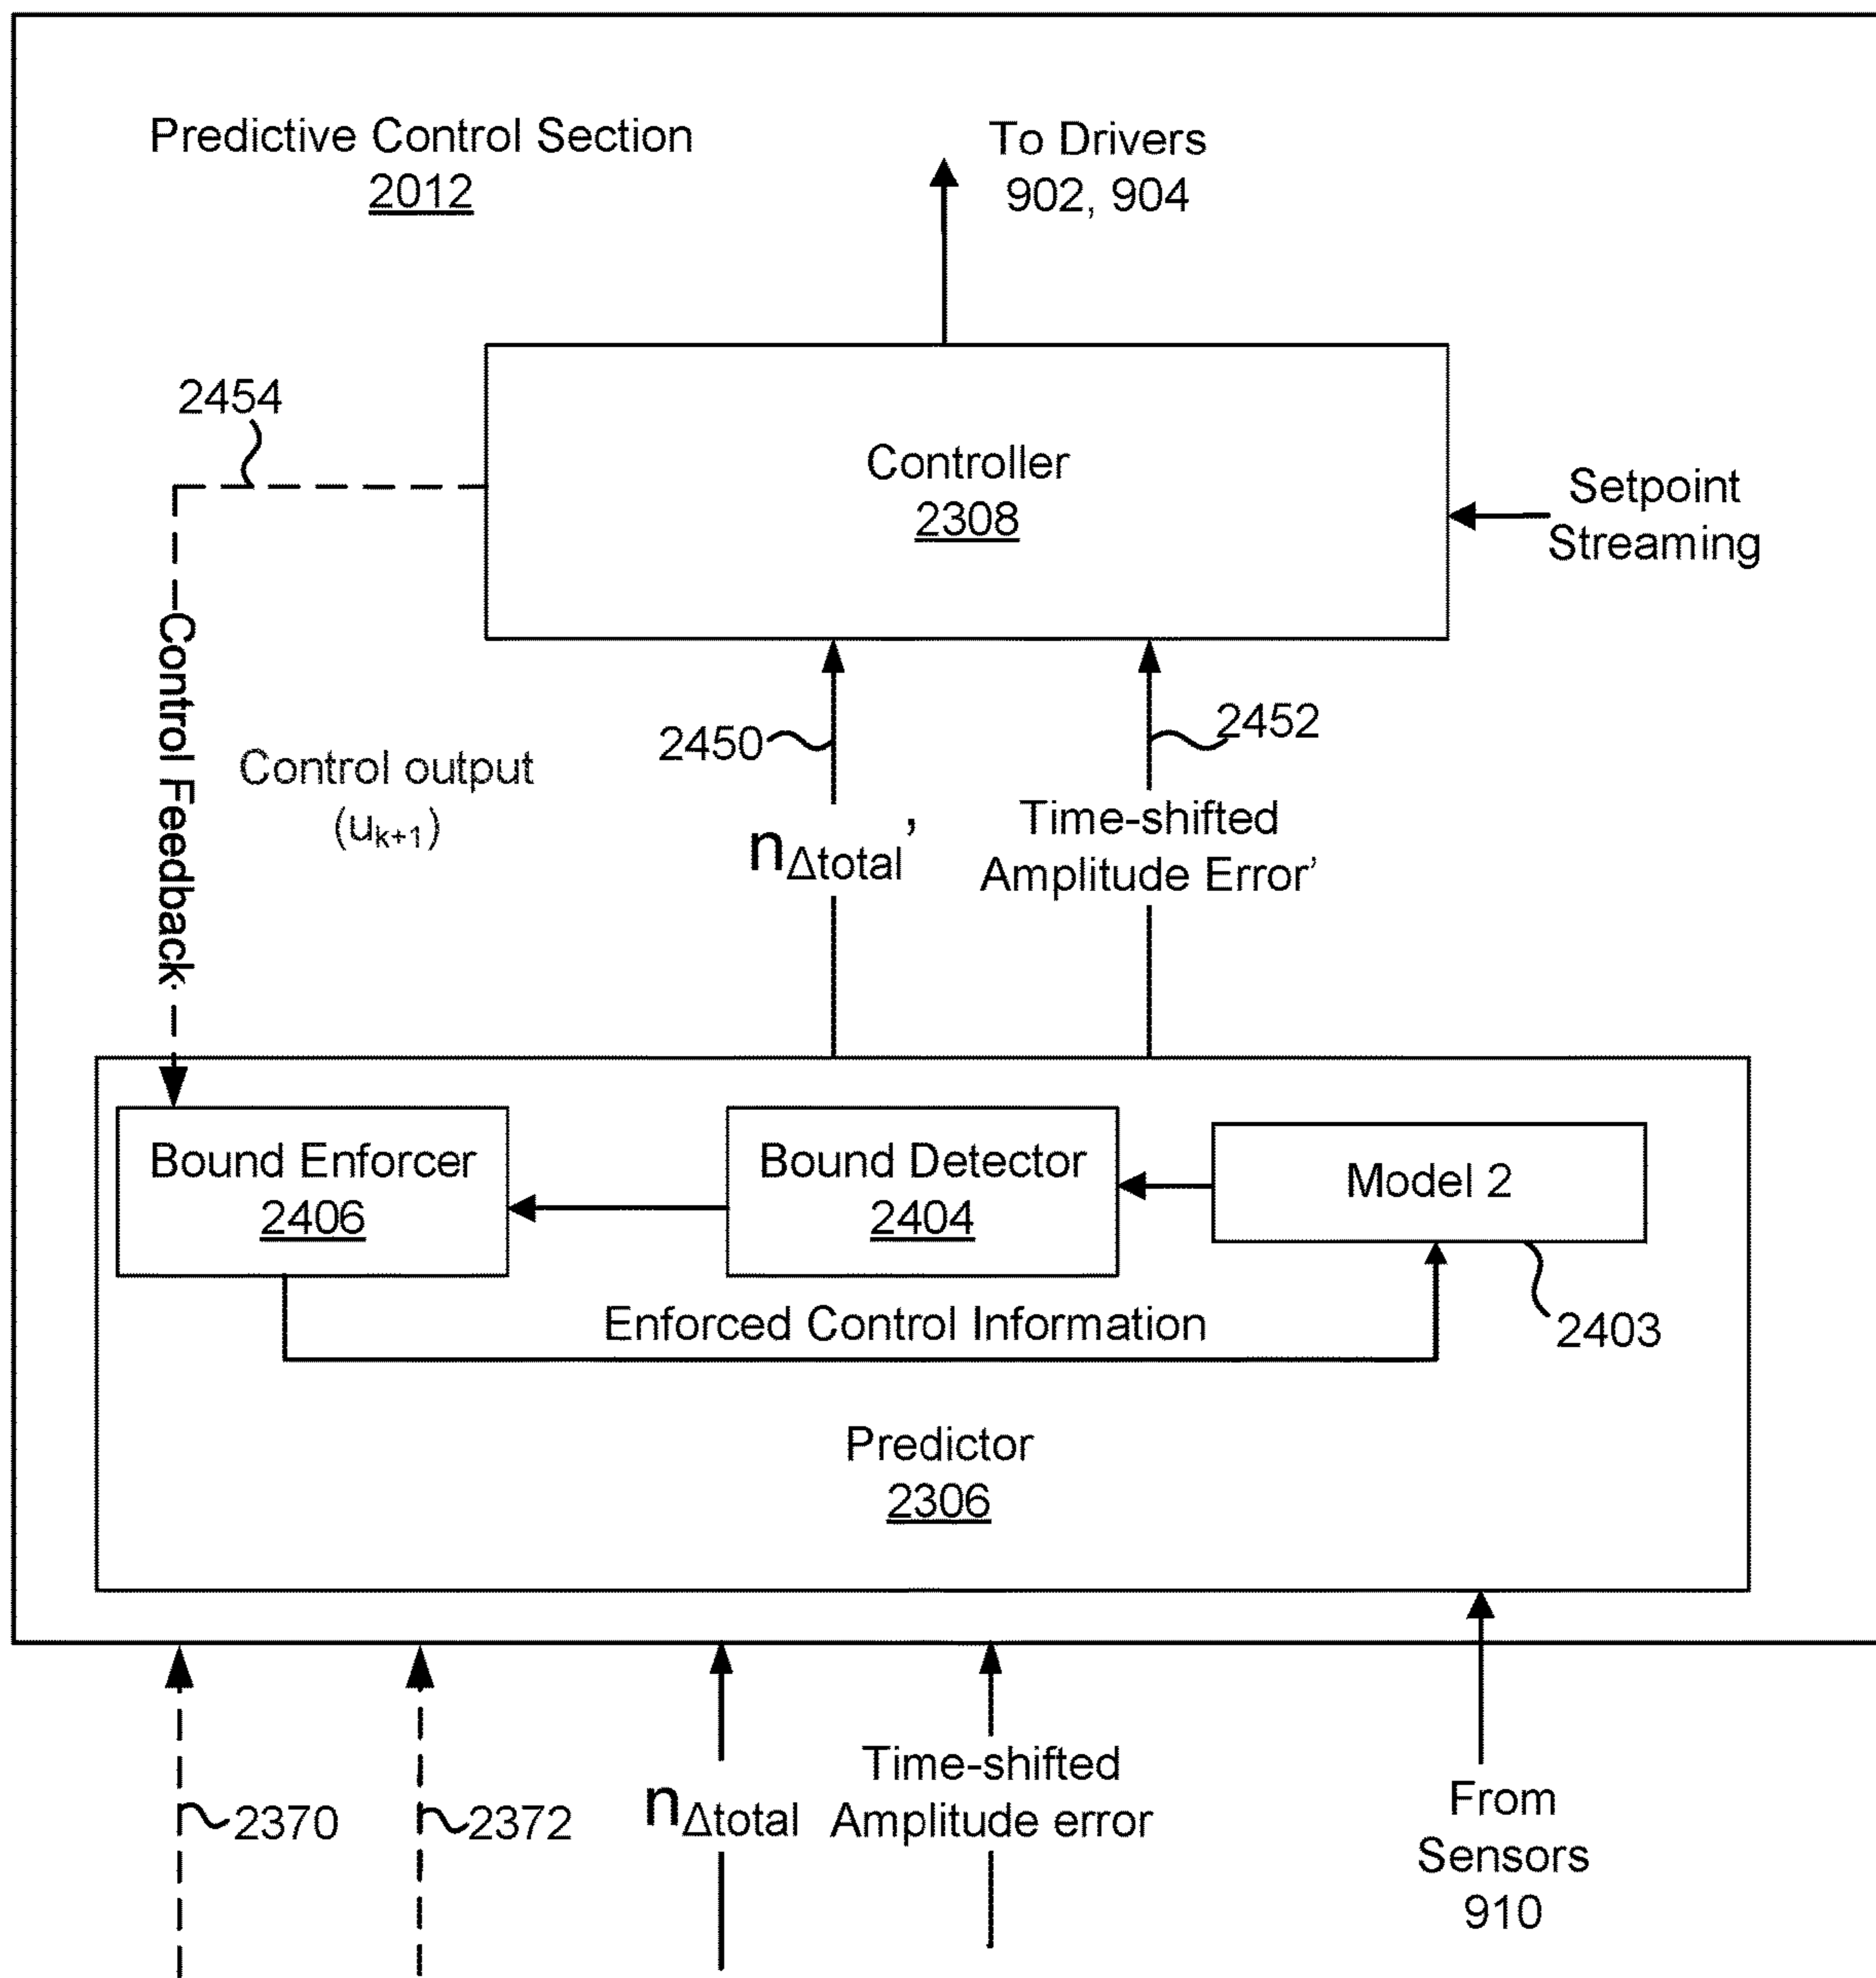 Predictive Control Section
2012
To Drivers
902, 904
2454
Controller
2308
Setpoint
Streaming
Control Feedback
Control output
(uk+1)
2450
2452
nΔtotal’
Time-shifted
Amplitude Error’
Bound Enforcer
2406
Bound Detector
2404
Model 2
Enforced Control Information
2403
Predictor
2306
2370
2372
nΔtotal
Time-shifted
Amplitude error
From
Sensors
910